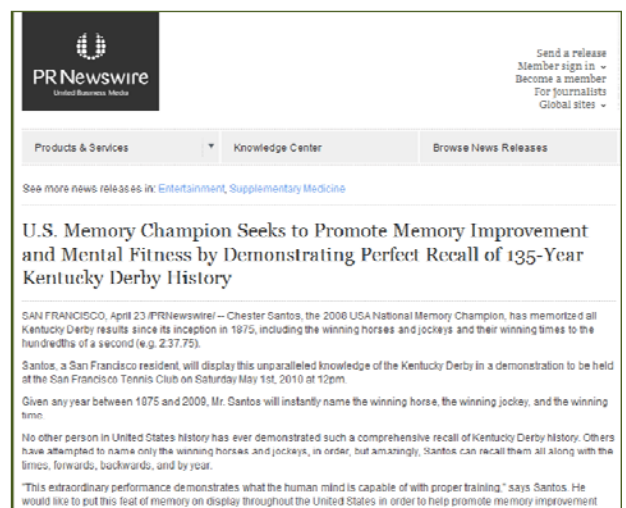 PR Newswire
United Business Media
Send a release
Member sign in
Become a member
For journalists
Global sites
Products & Services
Knowledge Center
Browse News Releases
See more news releases in: Entertainment, Supplementary Medicine
U.S. Memory Champion Seeks to Promote Memory Improvement
and Mental Fitness by Demonstrating Perfect Recall of 135-Year
Kentucky Derby History
SAN FRANCISCO, April 23 /PRNewswire/ -- Chester Santos, the 2008 USA National Memory Champion, has memorized all
Kentucky Derby results since its inception in 1875, including the winning horses and jockeys and their winning times to the
hundredths of a second (e.g. 2:37.75).
Santos, a San Francisco resident, will display this unparalleled knowledge of the Kentucky Derby in a demonstration to be held
at the San Francisco Tennis Club on Saturday May 1st, 2010 at 12pm.
Given any year between 1875 and 2009, Mr. Santos will instantly name the winning horse, the winning jockey, and the winning
time.
No other person in United States history has ever demonstrated such a comprehensive recall of Kentucky Derby history. Others
have attempted to name only the winning horses and jockeys, in order, but amazingly, Santos can recall them all along with the
times, forwards, backwards, and by year.
"This extraordinary performance demonstrates what the human mind is capable of with proper training," says Santos. He
would like to put this feat of memory on display throughout the United States in order to help promote memory improvement